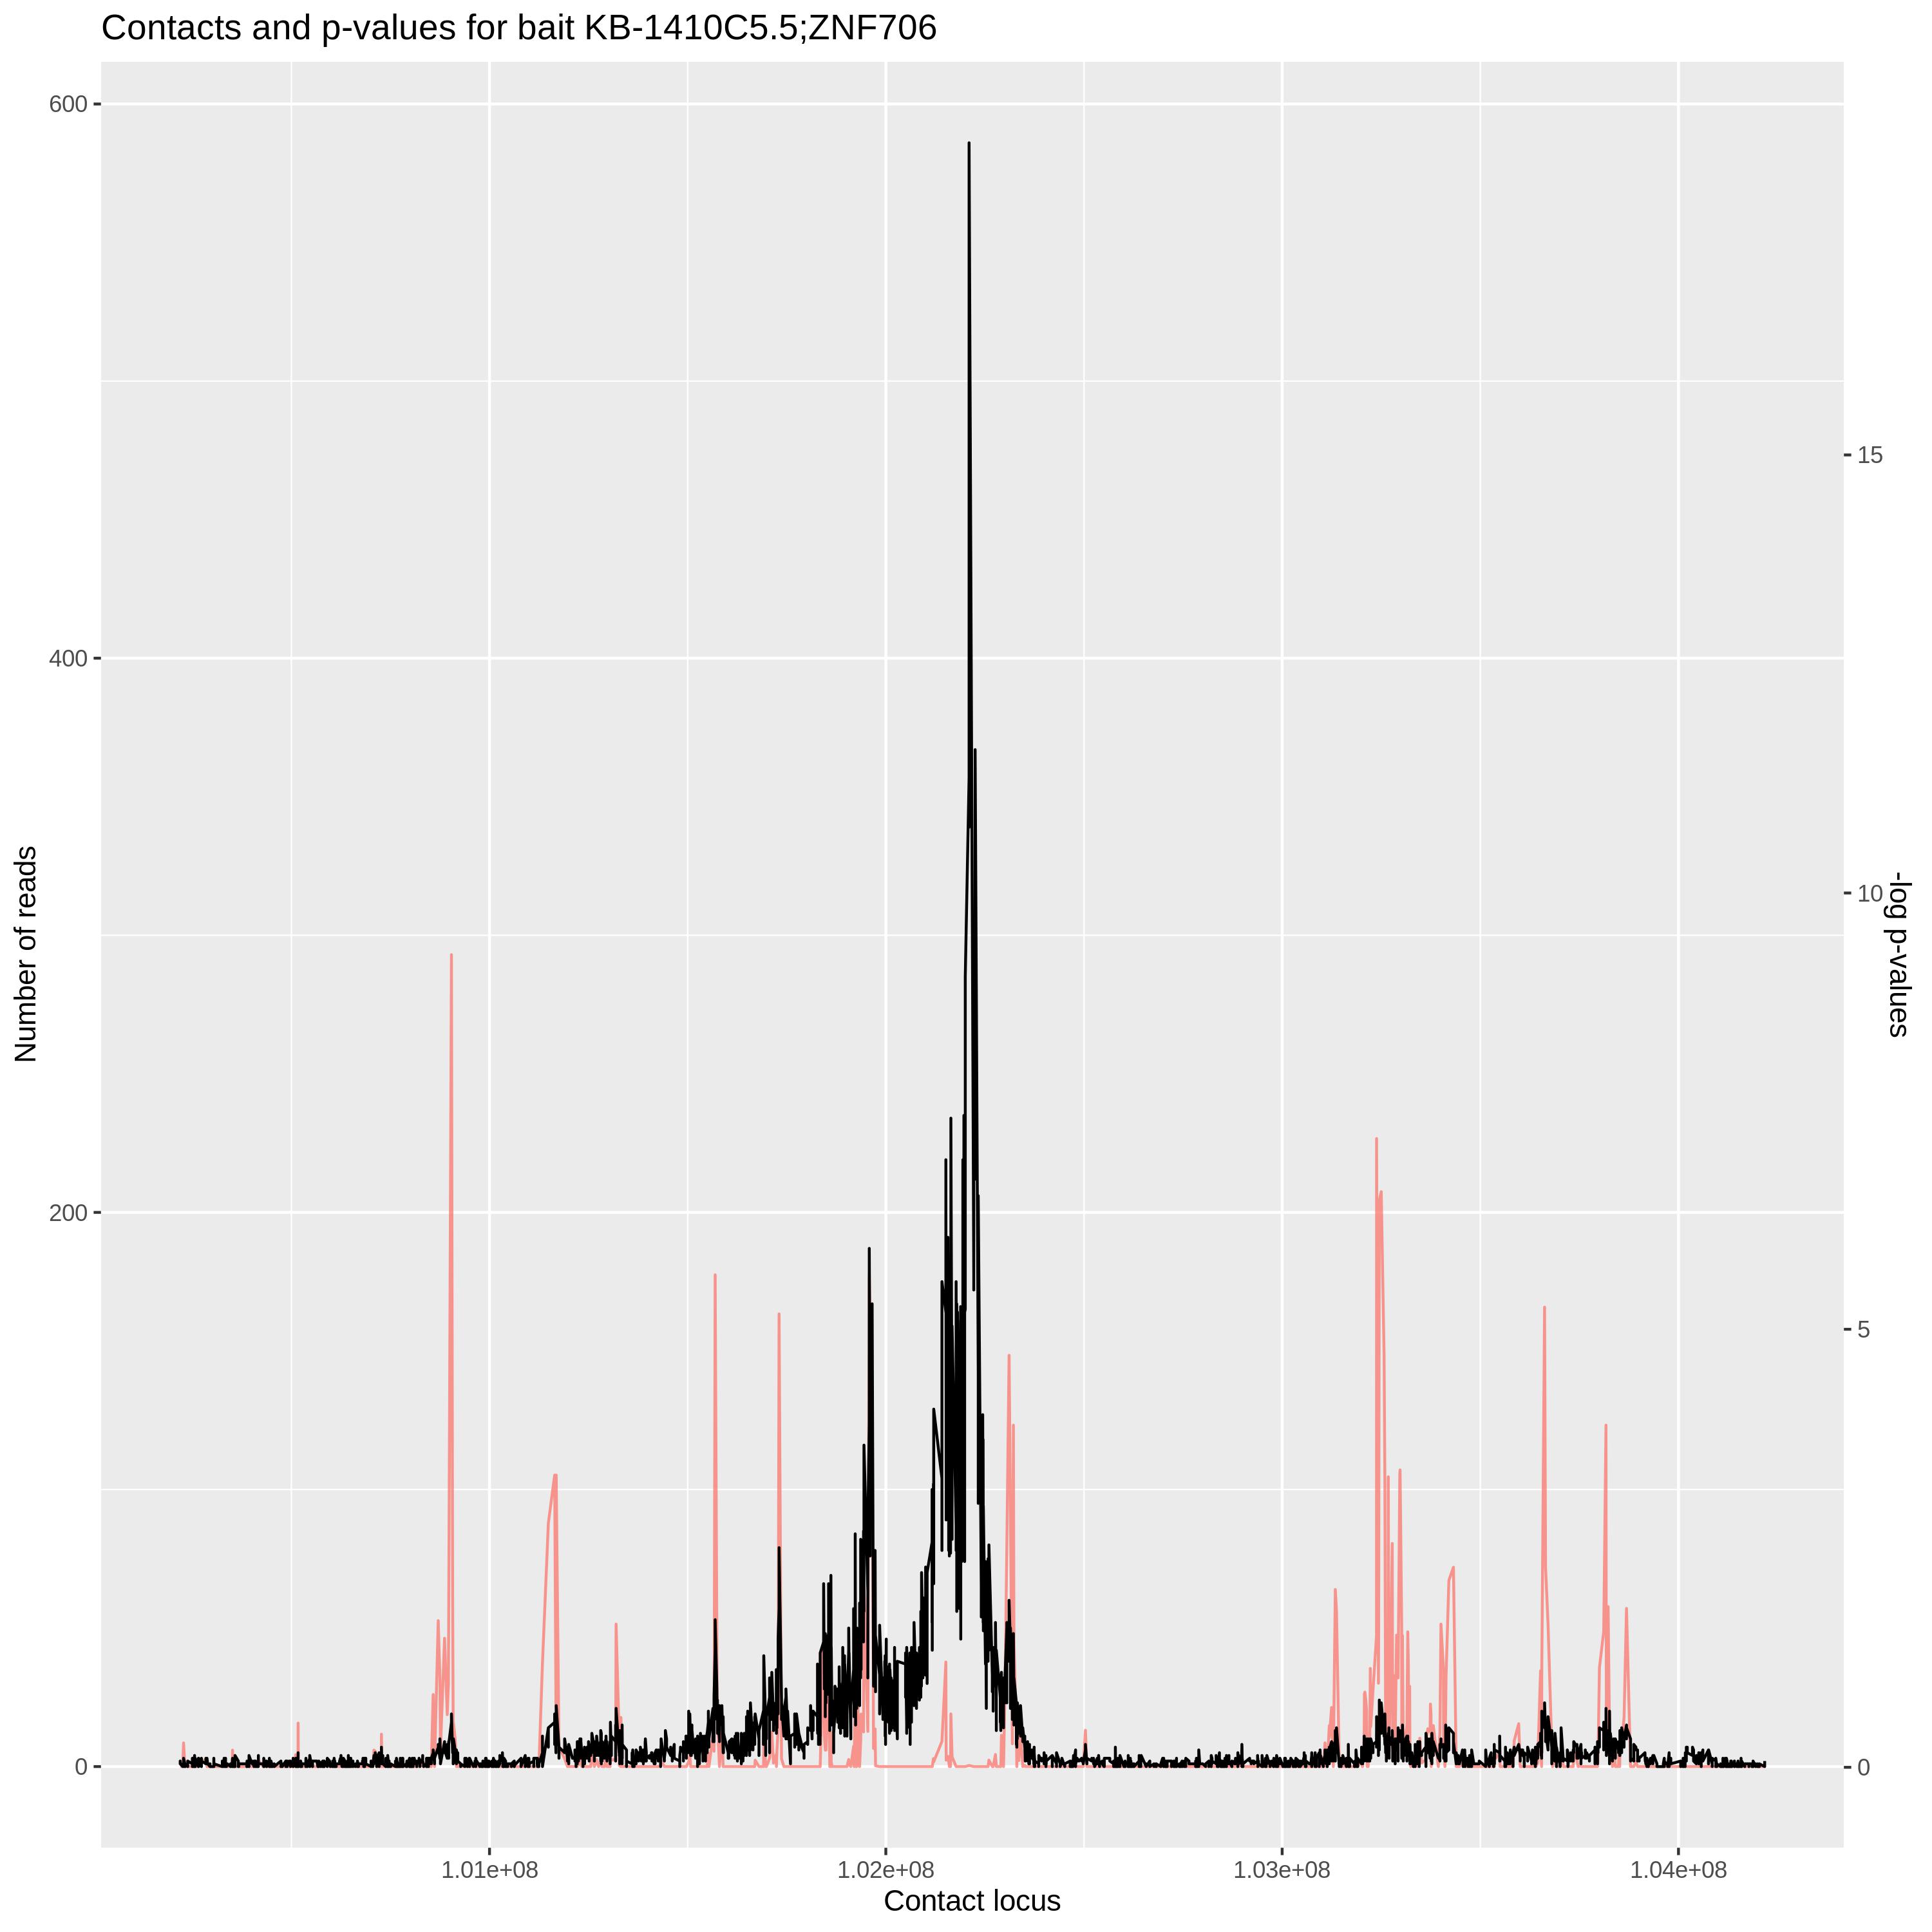 Contacts and p-values for bait KB-1410C5.5;ZNF706
600
400
200
0
Number of reads
15
10
5
0
-log p-values
1.01e+08
1.02e+08
1.03e+08
1.04e+08
Contact locus